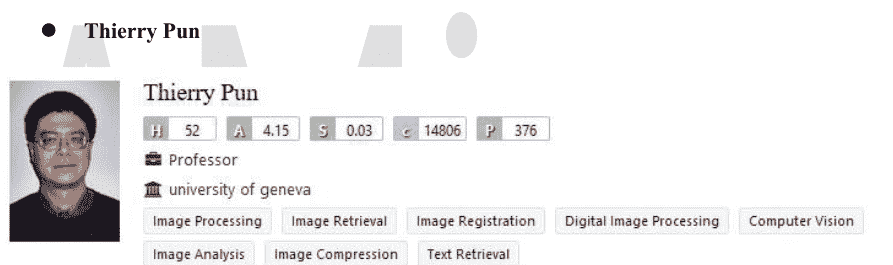 ● Thierry Pun
Thierry Pun
H 52 A 4.15 S 0.03 c 14806 P 376
Professor
university of geneva
Image Processing Image Retrieval Image Registration Digital Image Processing Computer Vision
Image Analysis Image Compression Text Retrieval